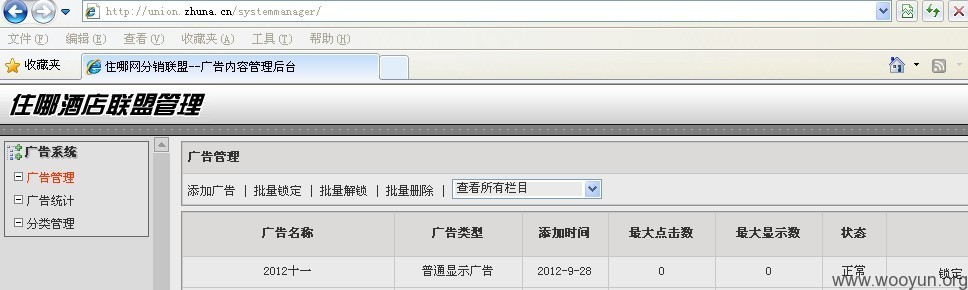 http://union.zhuna.cn/systemmanager/
文件(F) 编辑(E) 查看(V) 收藏夹(A) 工具(T) 帮助(H)
收藏夹 住哪网分销联盟--广告内容管理后台
住哪酒店联盟管理
广告系统
广告管理
广告统计
分类管理
广告管理
添加广告 | 批量锁定 | 批量解锁 | 批量删除 | 查看所有栏目
广告名称 广告类型 添加时间 最大点击数 最大显示数 状态
2012十一 普通显示广告 2012-9-28 0 0 正常 锁定
www.wooyun.org